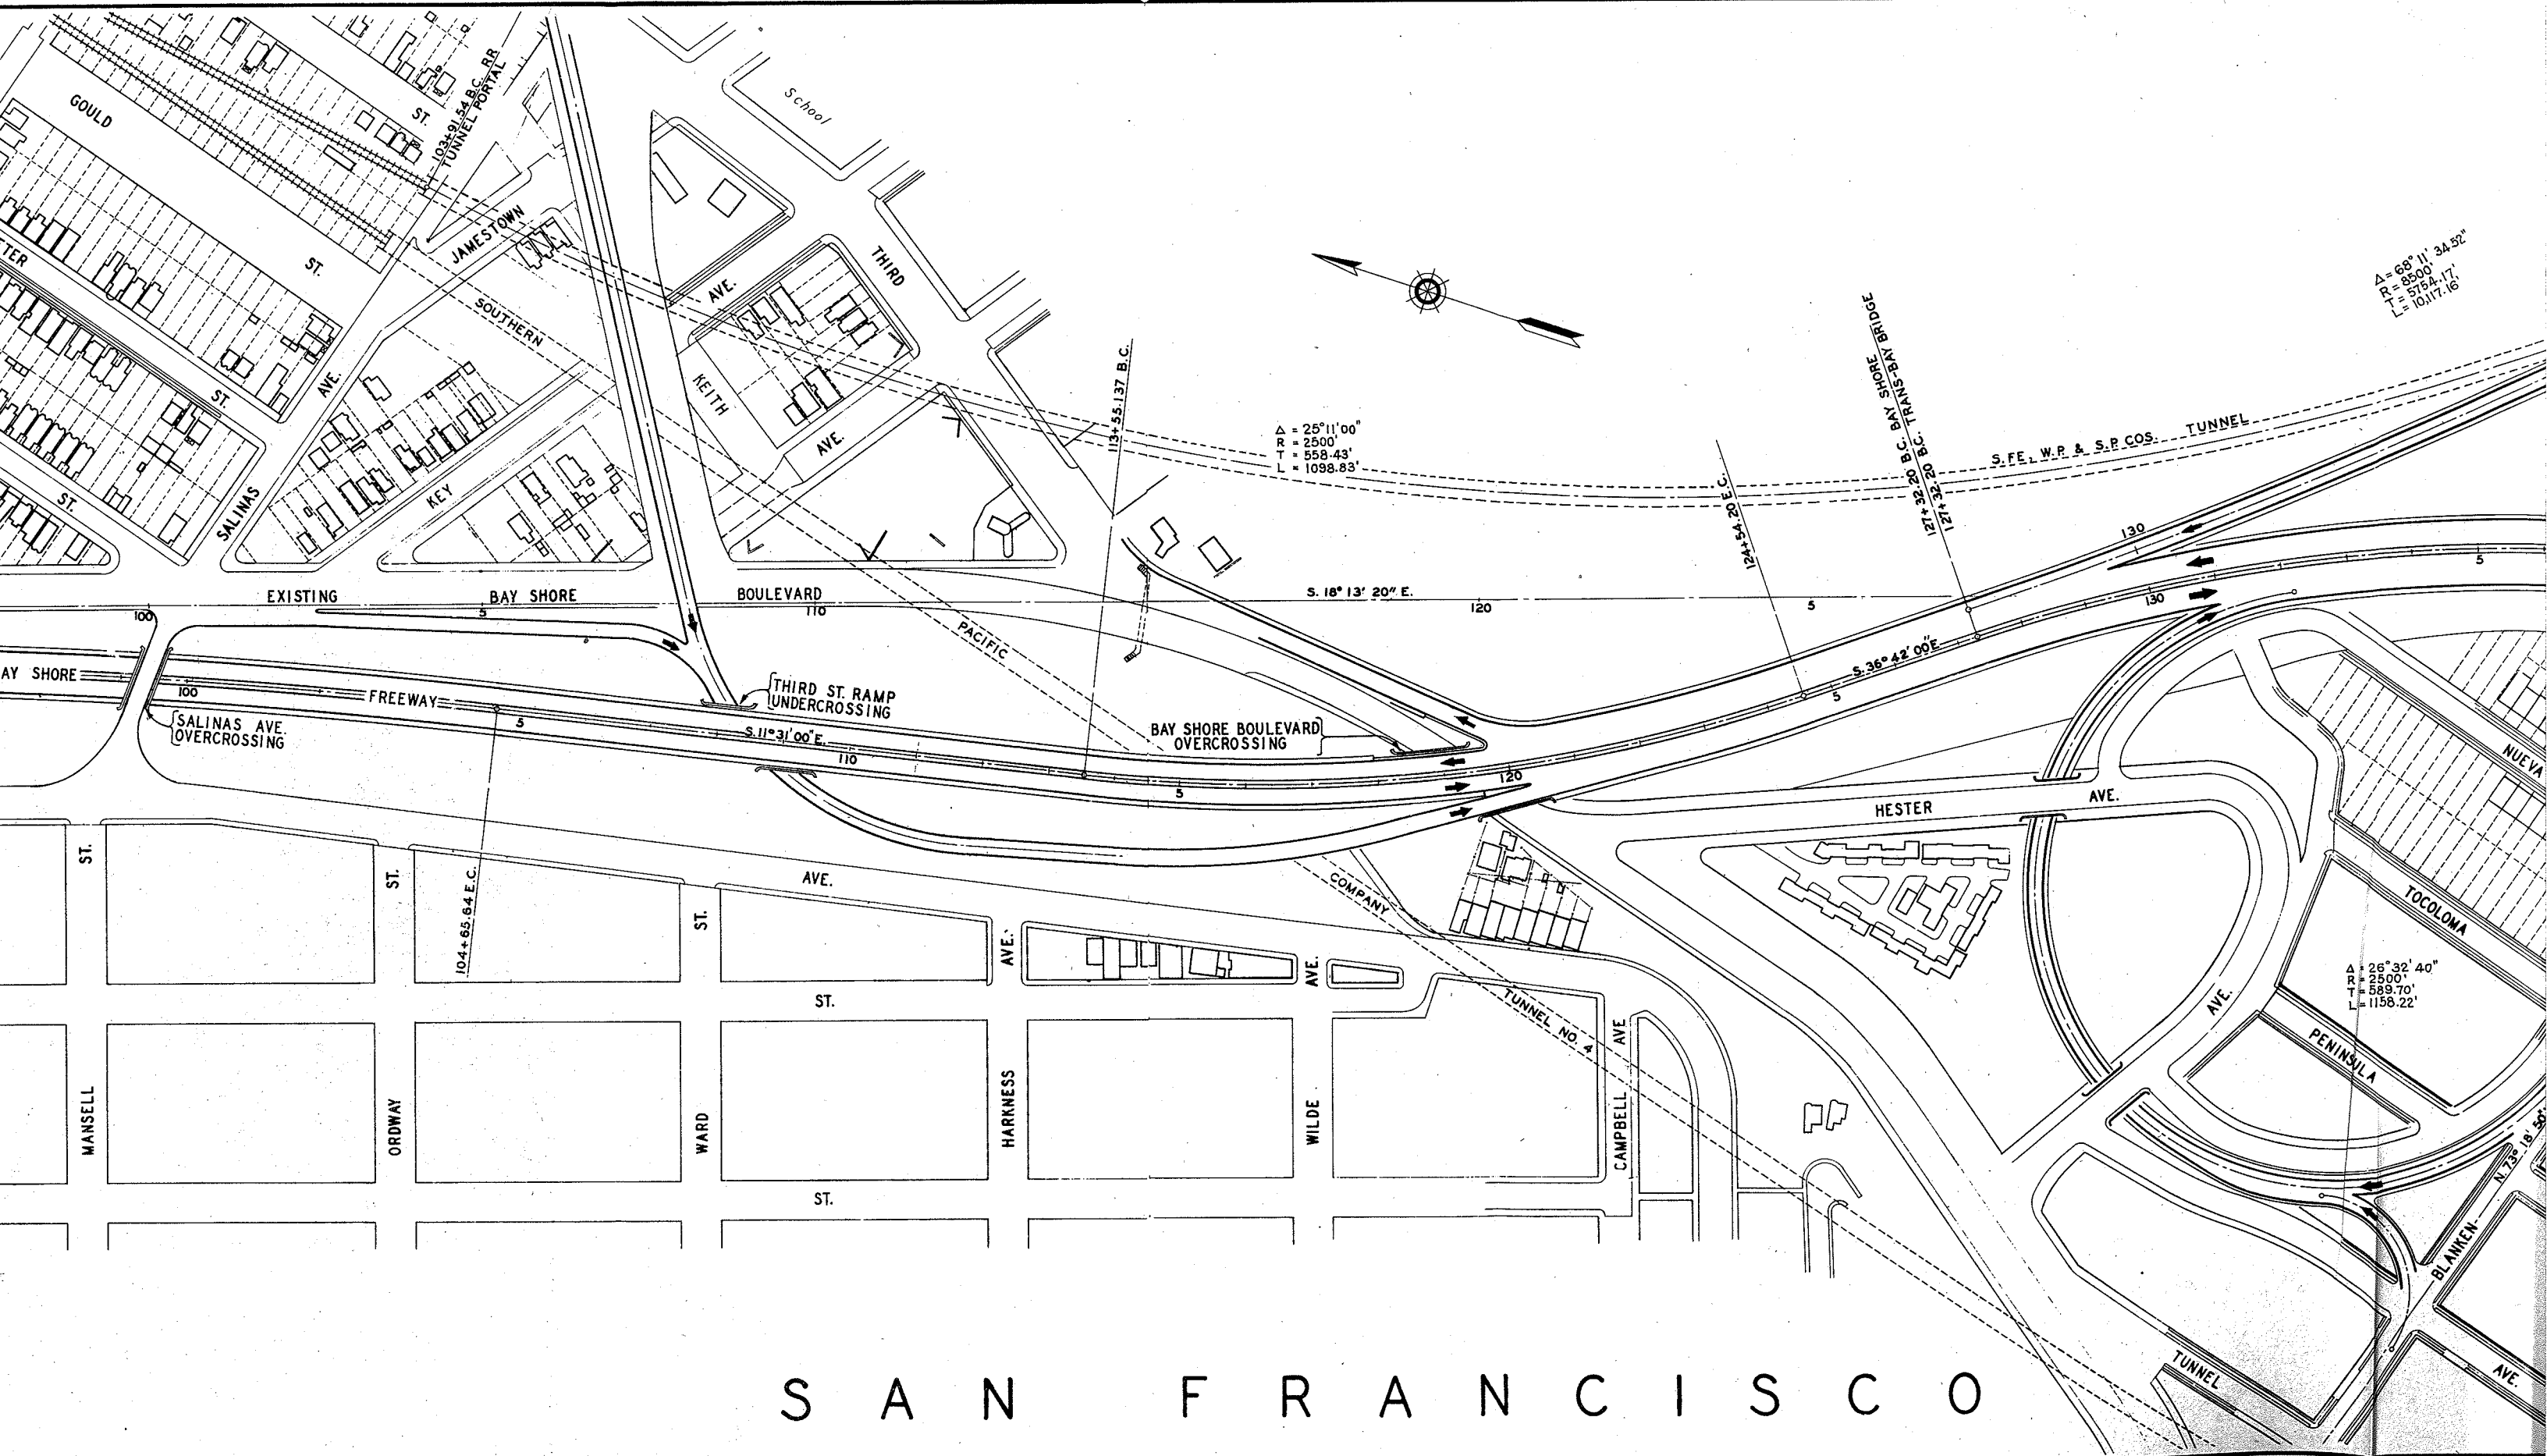 GOULD
ST.
103+91.54 B.C. RR
TUNNEL PORTAL
School
JAMESTOWN
AVE.
THIRD
ST.
SOUTHERN
KEITH
AVE.
113+55.137 B.C.
Δ = 25°11'00"
R = 2500'
T = 558.43'
L = 1098.83'
Δ = 68° 11' 34.52"
R = 8500'
T = 5754.17'
L = 10,117.16'
127+32.20 B.C. BAY SHORE
127+32.20 B.C. TRANS-BAY BRIDGE
124+54.20 E.C.
S.FE., W.P. & S.P. COS. TUNNEL
TER
ST.
AVE.
SALINAS
ST.
KEY
130
5
EXISTING BAY SHORE BOULEVARD
100
5
110
S. 18° 13' 20" E.
120
5
130
PACIFIC
AY SHORE
100
FREEWAY
5
SALINAS AVE.
OVERCROSSING
THIRD ST. RAMP
UNDERCROSSING
S. 11° 31' 00" E.
110
BAY SHORE BOULEVARD
OVERCROSSING
5
120
S. 36° 42' 00" E.
5
HESTER AVE.
NUEVA
TOCOLOMA
ST.
ST.
104+65.64 E.C.
ST.
AVE.
AVE.
ST.
AVE.
COMPANY
TUNNEL NO. 4
Δ = 26° 32' 40"
R = 2500'
T = 589.70'
L = 1158.22'
AVE.
PENINSULA
MANSELL
ORDWAY
WARD
HARKNESS
WILDE
CAMPBELL AVE
ST.
N. 73° 18' 50"
BLANKEN
TUNNEL
AVE.
SAN FRANCISCO